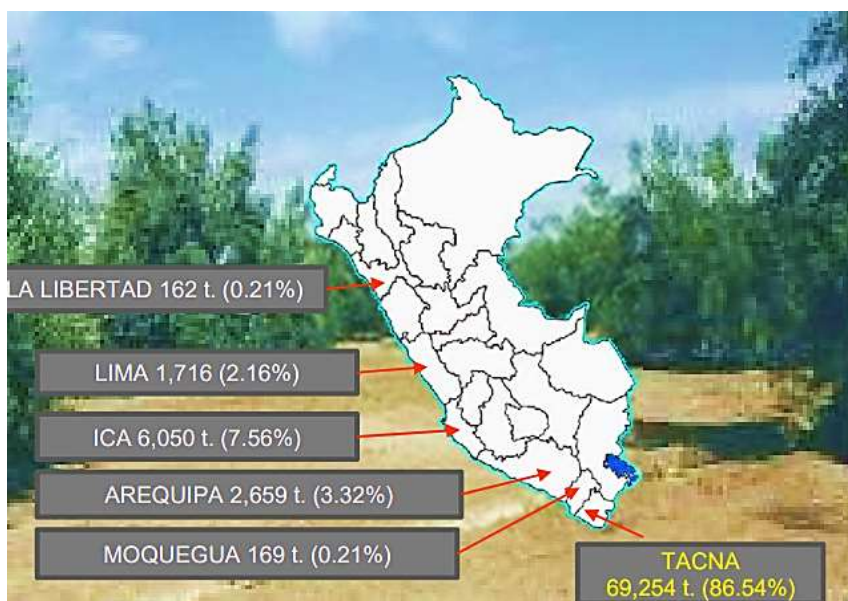 LA LIBERTAD 162 t. (0.21%)
LIMA 1,716 (2.16%)
ICA 6,050 t. (7.56%)
AREQUIPA 2,659 t. (3.32%)
MOQUEGUA 169 t. (0.21%)
TACNA
69,254 t. (86.54%)